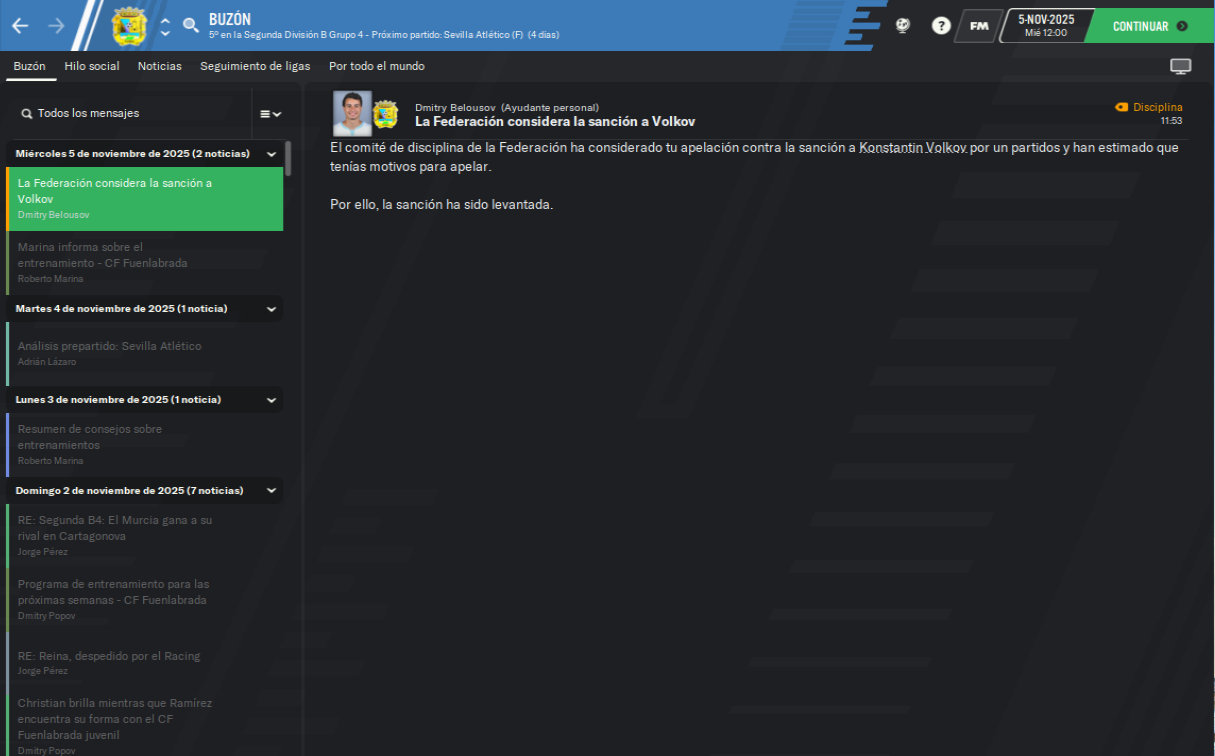 BUZÓN
5º en la Segunda División B Grupo 4 - Próximo partido: Sevilla Atlético (F) (4 días)
?
FM
5-NOV-2025
Mié 12:00
CONTINUAR
Buzón
Hilo social
Noticias
Seguimiento de ligas
Por todo el mundo
Todos los mensajes
Miércoles 5 de noviembre de 2025 (2 noticias)
La Federación considera la sanción a
Volkov
Dmitry Belousov
Marina informa sobre el
entrenamiento - CF Fuenlabrada
Roberto Marina
Martes 4 de noviembre de 2025 (1 noticia)
Análisis prepartido: Sevilla Atlético
Adrián Lázaro
Lunes 3 de noviembre de 2025 (1 noticia)
Resumen de consejos sobre
entrenamientos
Roberto Marina
Domingo 2 de noviembre de 2025 (7 noticias)
RE: Segunda B4: El Murcia gana a su
rival en Cartagonova
Jorge Pérez
Programa de entrenamiento para las
próximas semanas - CF Fuenlabrada
Dmitry Popov
RE: Reina, despedido por el Racing
Jorge Pérez
Christian brilla mientras que Ramírez
encuentra su forma con el CF
Fuenlabrada juvenil
Dmitry Popov
Dmitry Belousov (Ayudante personal)
La Federación considera la sanción a Volkov
Disciplina
11:53
El comité de disciplina de la Federación ha considerado tu apelación contra la sanción a Konstantin Volkov por un partidos y han estimado que
tenías motivos para apelar.
Por ello, la sanción ha sido levantada.